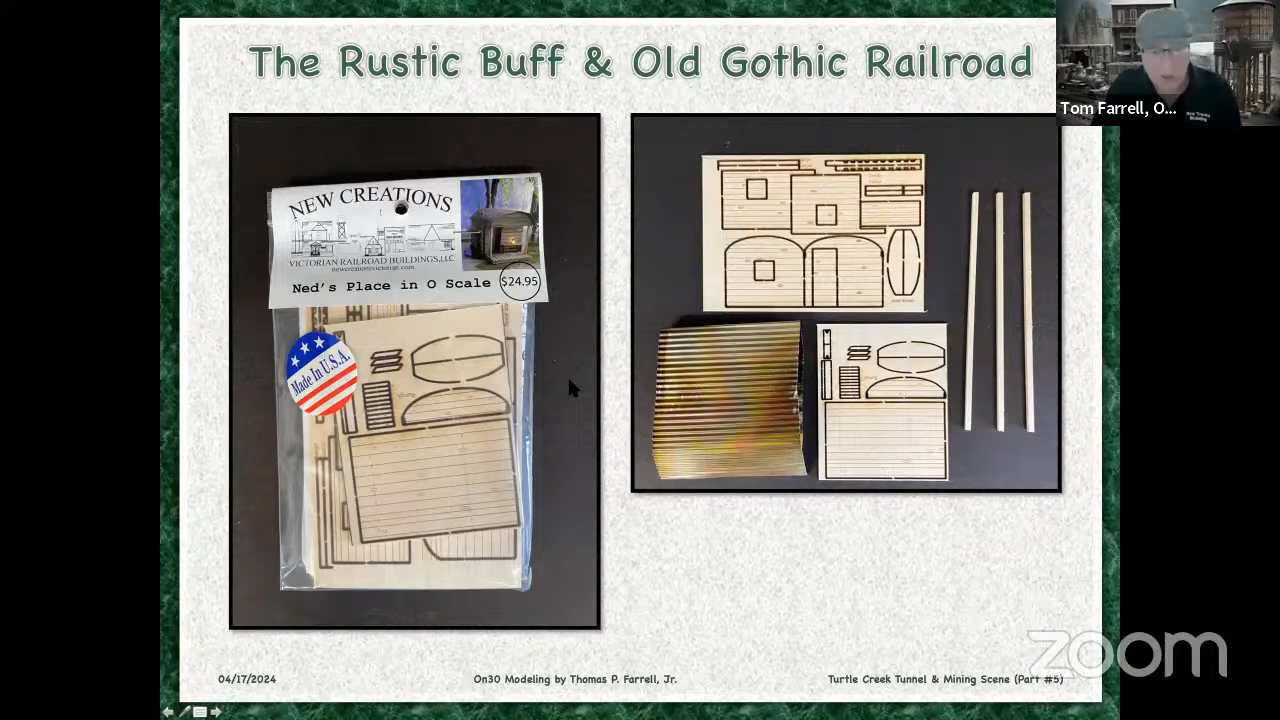 The Rustic Buff & Old Gothic Railroad
Tom Farrell, O...
NEW CREATIONS
VICTORIAN RAILROAD BUILDINGS,LLC
newcreationsvictorian.com
Ned's Place in O Scale
$24.95
Made In U.S.A.
zoom
04/17/2024
On30 Modeling by Thomas P. Farrell, Jr.
Turtle Creek Tunnel & Mining Scene (Part #5)